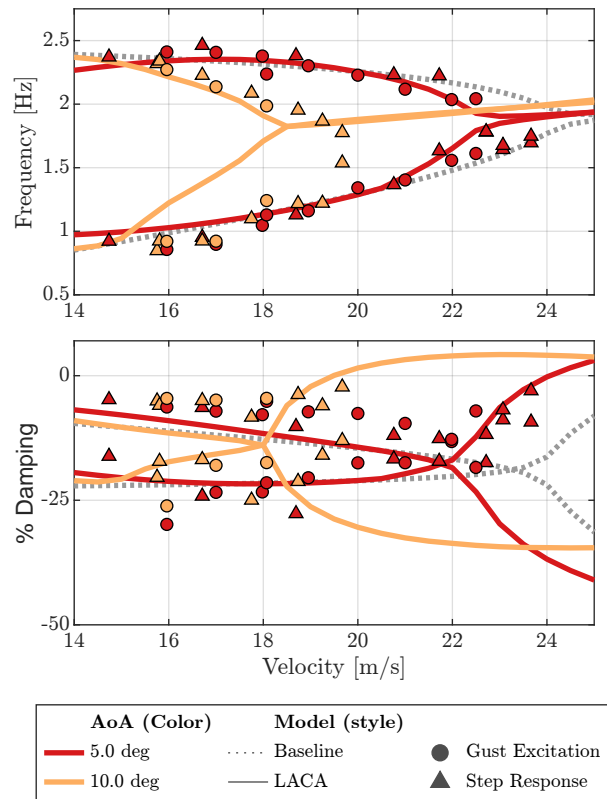 2.5
2
1.5
1
0.5
Frequency [Hz]
14 16 18 20 22 24
0
-25
-50
% Damping
14 16 18 20 22 24
Velocity [m/s]
AoA (Color) Model (style)
5.0 deg Baseline Gust Excitation
10.0 deg LACA Step Response